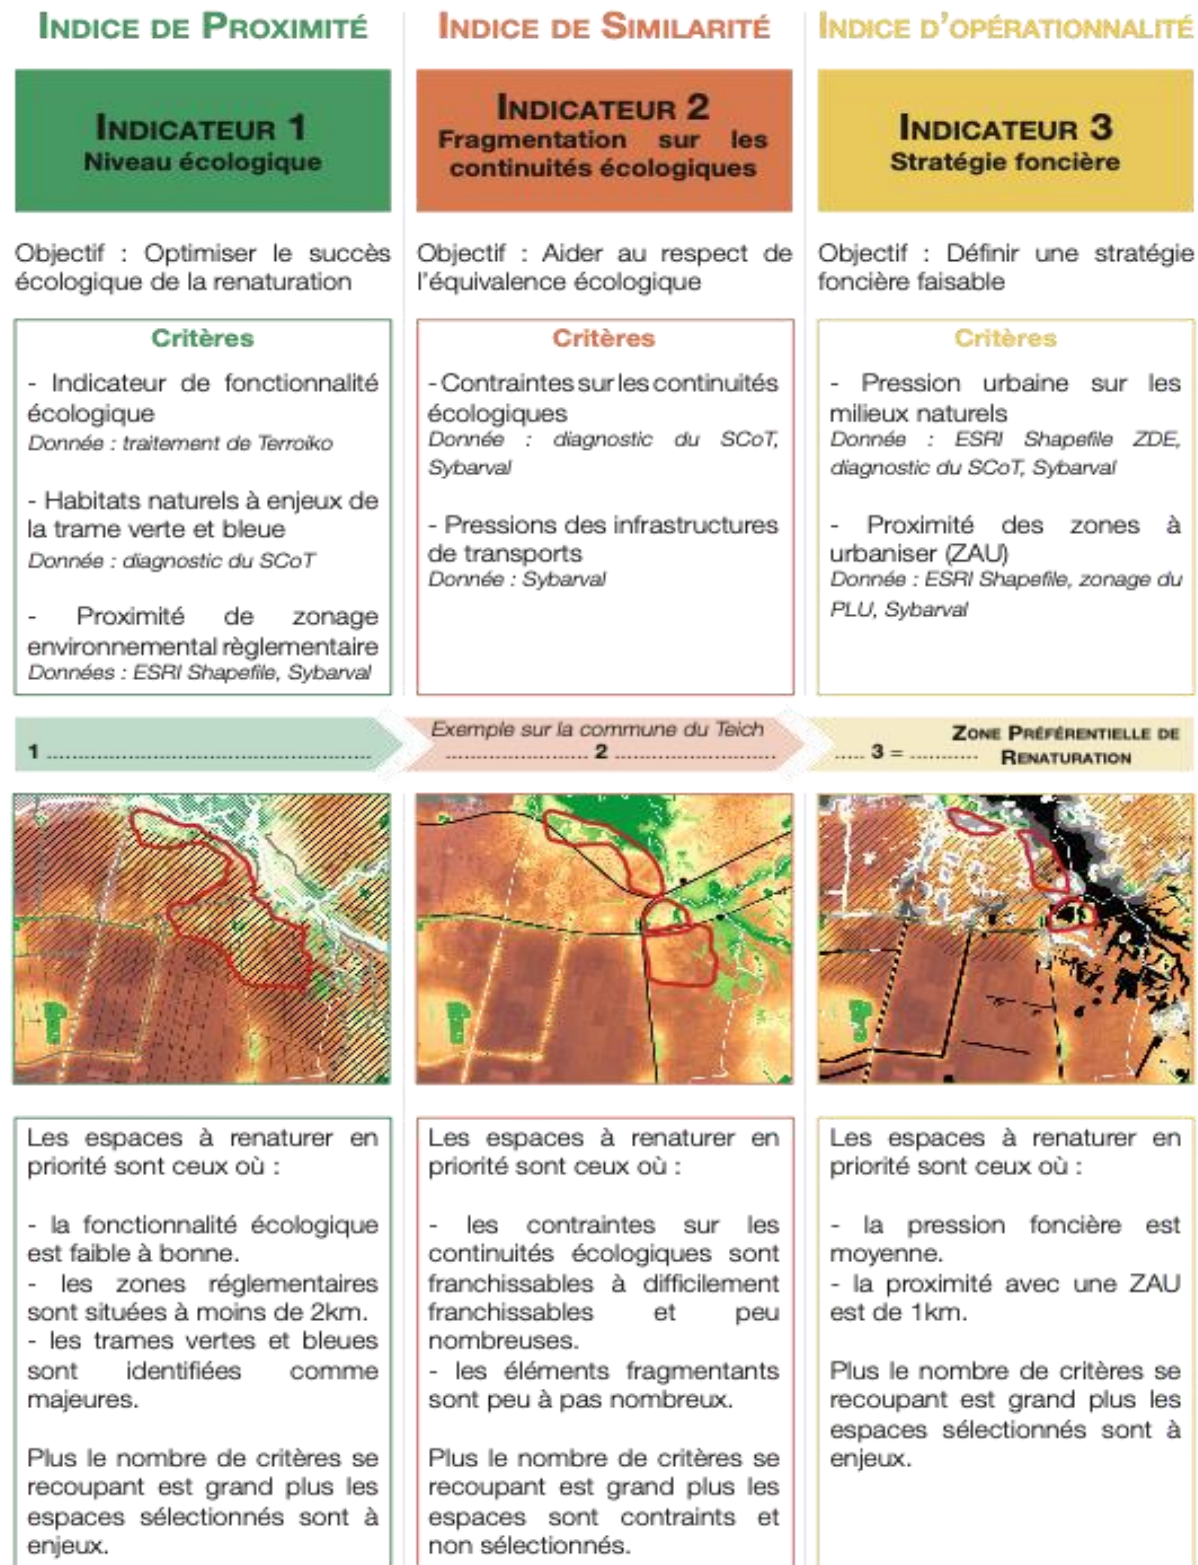 INDICE DE PROXIMITÉ
INDICATEUR 1
Niveau écologique
Objectif : Optimiser le succès
écologique de la renaturation
Critères
- Indicateur de fonctionnalité
écologique
Donnée : traitement de Terroiko
- Habitats naturels à enjeux de
la trame verte et bleue
Donnée : diagnostic du SCoT
- Proximité de zonage
environnemental règlementaire
Données : ESRI Shapefile, Sybarval
INDICE DE SIMILARITÉ
INDICATEUR 2
Fragmentation sur les
continuités écologiques
Objectif : Aider au respect de
l'équivalence écologique
Critères
- Contraintes sur les continuités
écologiques
Donnée : diagnostic du SCoT,
Sybarval
- Pressions des infrastructures
de transports
Donnée : Sybarval
INDICE D'OPÉRATIONNALITÉ
INDICATEUR 3
Stratégie foncière
Objectif : Définir une stratégie
foncière faisable
Critères
- Pression urbaine sur les
milieux naturels
Donnée : ESRI Shapefile ZDE,
diagnostic du SCoT, Sybarval
- Proximité des zones à
urbaniser (ZAU)
Donnée : ESRI Shapefile, zonage du
PLU, Sybarval
Exemple sur la commune du Teich
1 .................................................. ...................... 2 ......................... ..... 3 = ........... ZONE PRÉFÉRENTIELLE DE
RENATURATION
Les espaces à renaturer en
priorité sont ceux où :
- la fonctionnalité écologique
est faible à bonne.
- les zones réglementaires
sont situées à moins de 2km.
- les trames vertes et bleues
sont identifiées comme
majeures.
Plus le nombre de critères se
recoupant est grand plus les
espaces sélectionnés sont à
enjeux.
Les espaces à renaturer en
priorité sont ceux où :
- les contraintes sur les
continuités écologiques sont
franchissables à difficilement
franchissables et peu
nombreuses.
- les éléments fragmentants
sont peu à pas nombreux.
Plus le nombre de critères se
recoupant est grand plus les
espaces sont contraints et
non sélectionnés.
Les espaces à renaturer en
priorité sont ceux où :
- la pression foncière est
moyenne.
- la proximité avec une ZAU
est de 1km.
Plus le nombre de critères se
recoupant est grand plus les
espaces sélectionnés sont à
enjeux.